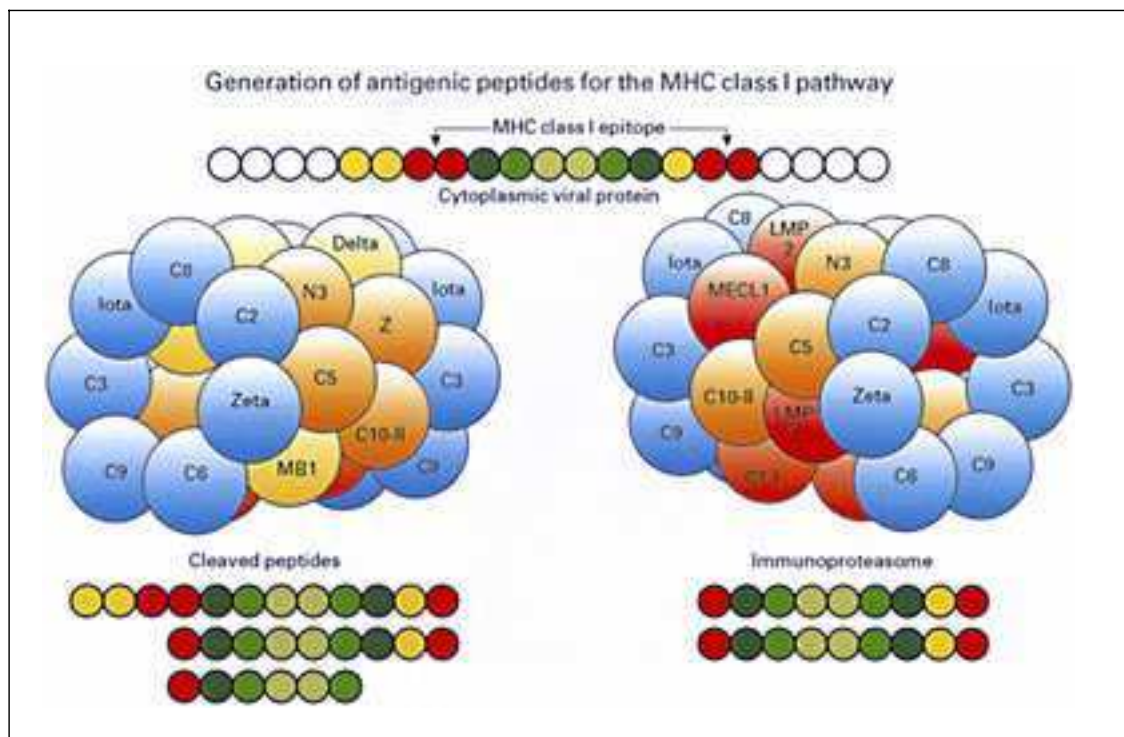 Generation of antigenic peptides for the MHC class I pathway
MHC class I epitope
Cytoplasmic viral protein
C8
Delta
Iota
N3
Iota
C2
Z
C3
C5
C3
Zeta
C10-II
C9
C6
MB1
C9
C8
LMP
2
Iota
N3
C8
MECL1
C2
Iota
C3
C5
C10-II
LMP
Zeta
C3
C9
C6
C9
Cleaved peptides
Immunoproteasome